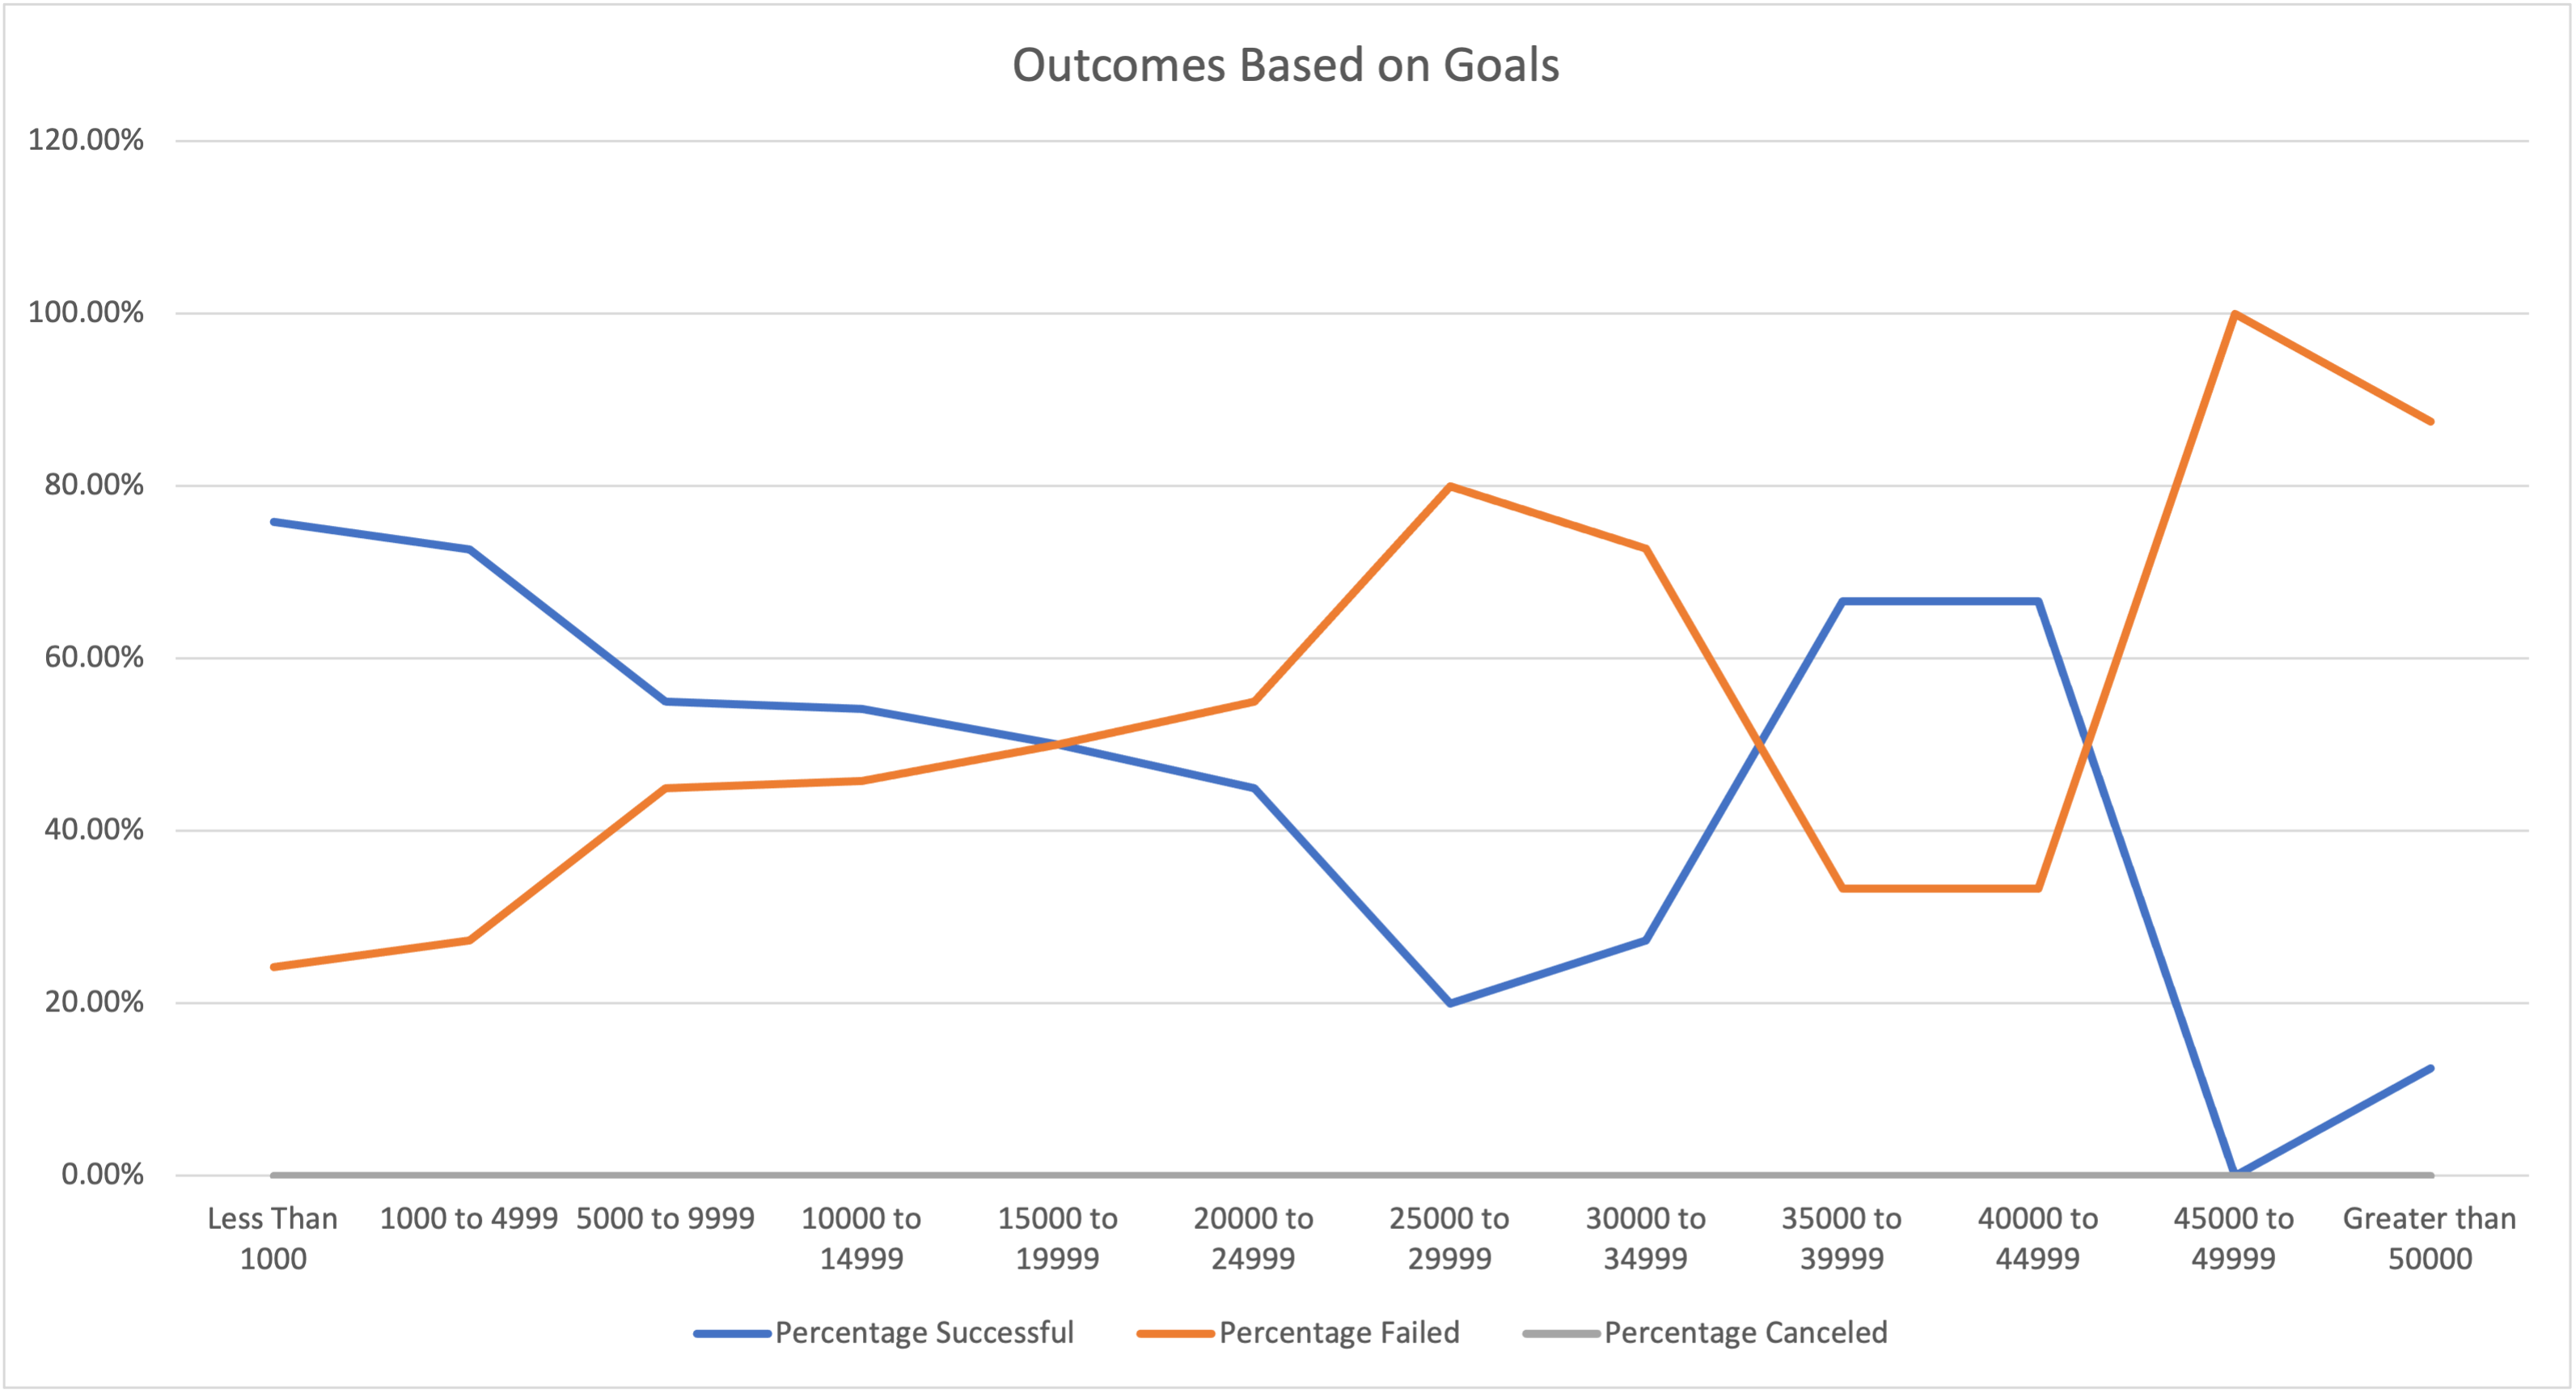 Outcomes Based on Goals
120.00%
100.00%
80.00%
60.00%
40.00%
20.00%
0.00%
Less Than
1000
1000 to 4999
5000 to 9999
10000 to
14999
15000 to
19999
20000 to
24999
25000 to
29999
30000 to
34999
35000 to
39999
40000 to
44999
45000 to
49999
Greater than
50000
Percentage Successful
Percentage Failed
Percentage Canceled